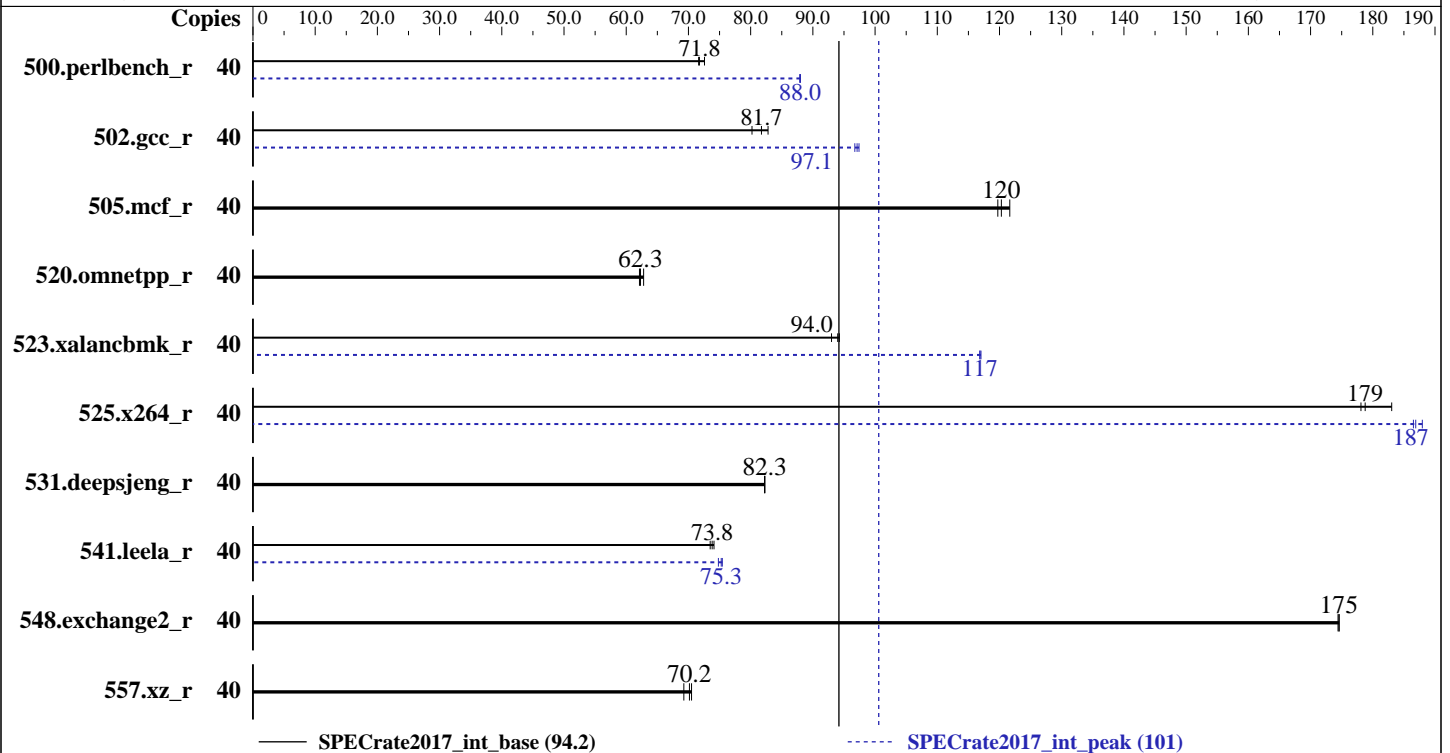 Copies 0 10.0 20.0 30.0 40.0 50.0 60.0 70.0 80.0 90.0 100 110 120 130 140 150 160 170 180 190
71.8
500.perlbench_r 40
88.0
81.7
502.gcc_r 40
97.1
120
505.mcf_r 40
62.3
520.omnetpp_r 40
94.0
523.xalancbmk_r 40
117
179
525.x264_r 40
187
82.3
531.deepsjeng_r 40
73.8
541.leela_r 40
75.3
175
548.exchange2_r 40
70.2
557.xz_r 40
SPECrate2017_int_base (94.2) SPECrate2017_int_peak (101)